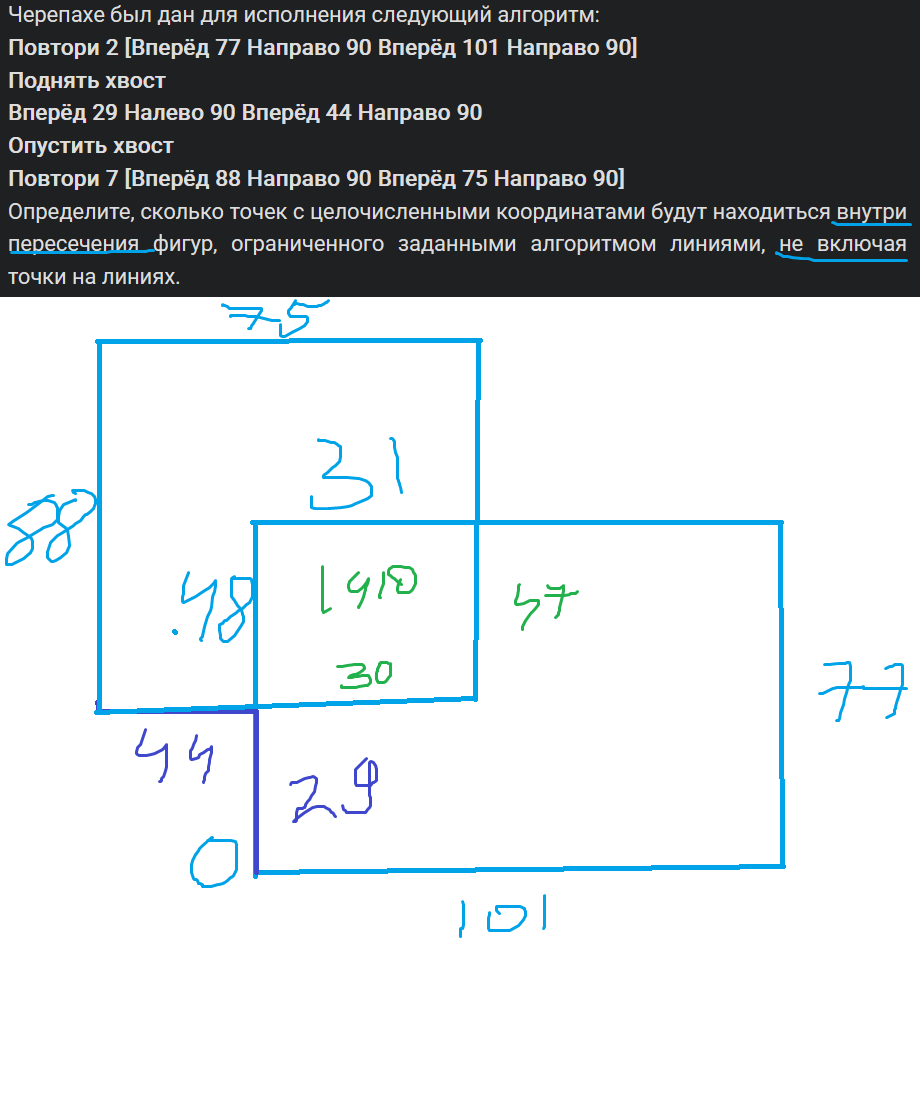 Черепахе был дан для исполнения следующий алгоритм:
Повтори 2 [Вперёд 77 Направо 90 Вперёд 101 Направо 90]
Поднять хвост
Вперёд 29 Налево 90 Вперёд 44 Направо 90
Опустить хвост
Повтори 7 [Вперёд 88 Направо 90 Вперёд 75 Направо 90]
Определите, сколько точек с целочисленными координатами будут находиться внутри
пересечения фигур, ограниченного заданными алгоритмом линиями, не включая
точки на линиях.
75
31
88
.48
1410
47
30
77
44
29
0
101